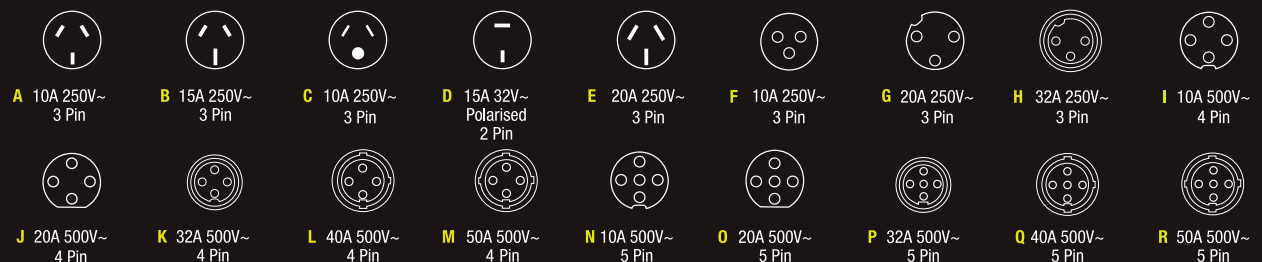 A 10A 250V~
3 Pin
B 15A 250V~
3 Pin
C 10A 250V~
3 Pin
D 15A 32V~
Polarised
2 Pin
E 20A 250V~
3 Pin
F 10A 250V~
3 Pin
G 20A 250V~
3 Pin
H 32A 250V~
3 Pin
I 10A 500V~
4 Pin
J 20A 500V~
4 Pin
K 32A 500V~
4 Pin
L 40A 500V~
4 Pin
M 50A 500V~
4 Pin
N 10A 500V~
5 Pin
O 20A 500V~
5 Pin
P 32A 500V~
5 Pin
Q 40A 500V~
5 Pin
R 50A 500V~
5 Pin